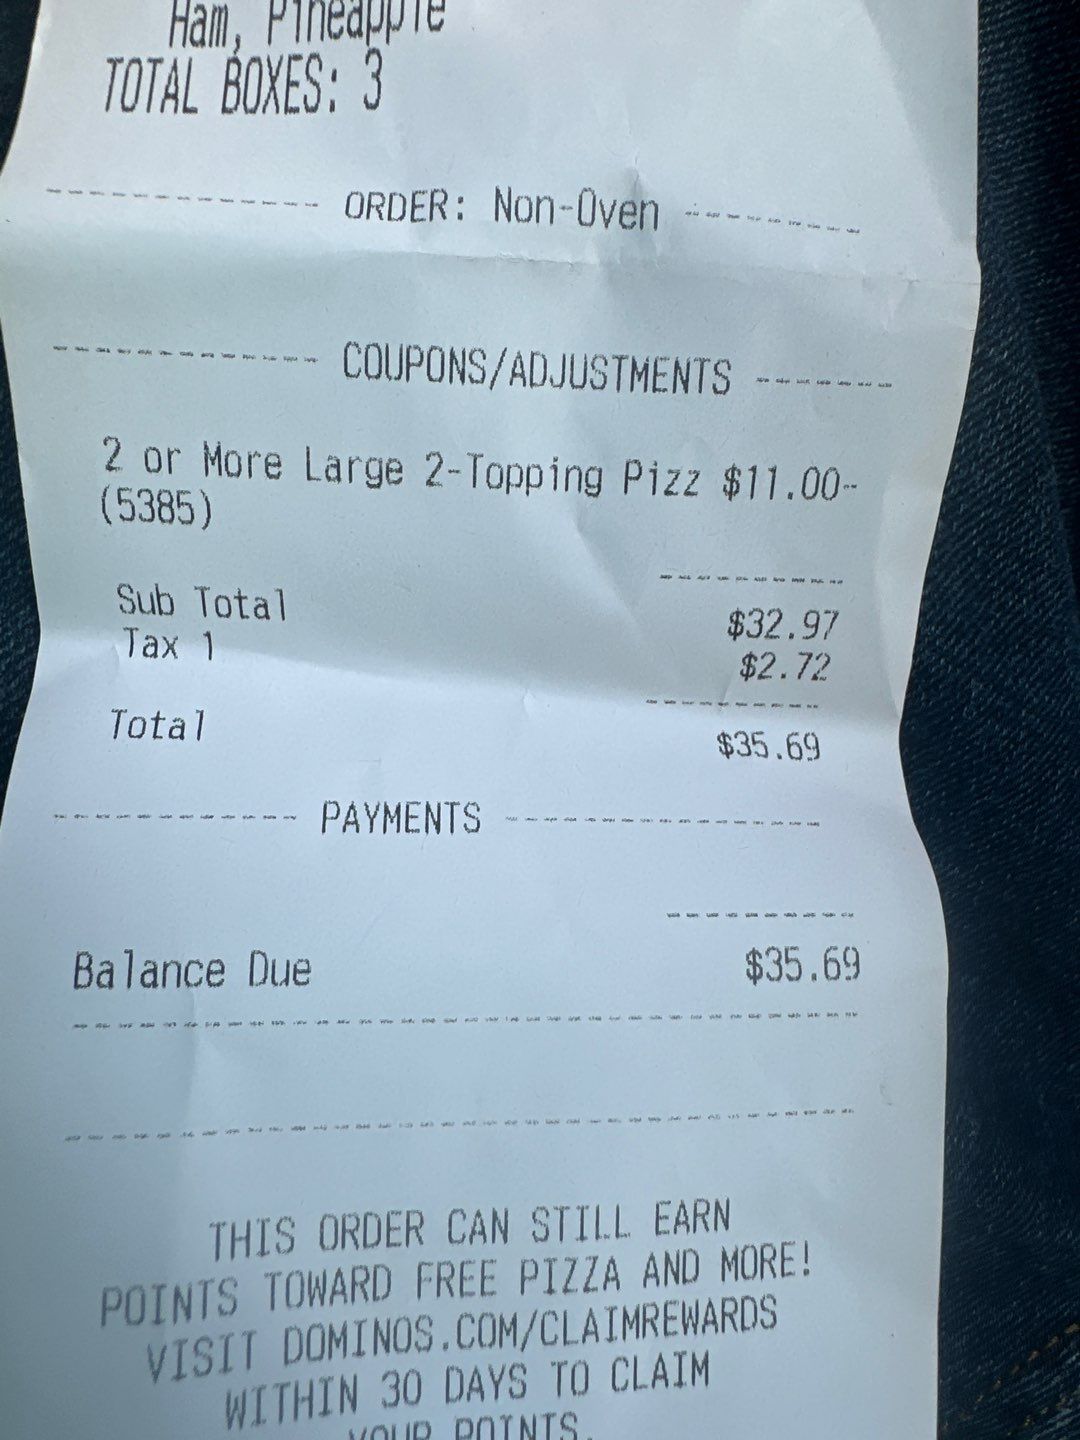 Ham, Pineapple
TOTAL BOXES: 3
------------- ORDER: Non-Oven ---------
------------- COUPONS/ADJUSTMENTS -------
2 or More Large 2-Topping Pizz $11.00-
(5385)
Sub Total $32.97
Tax 1 $2.72
Total $35.69
------------ PAYMENTS ---------------
Balance Due $35.69
THIS ORDER CAN STILL EARN
POINTS TOWARD FREE PIZZA AND MORE!
VISIT DOMINOS.COM/CLAIMREWARDS
WITHIN 30 DAYS TO CLAIM
YOUR POINTS.